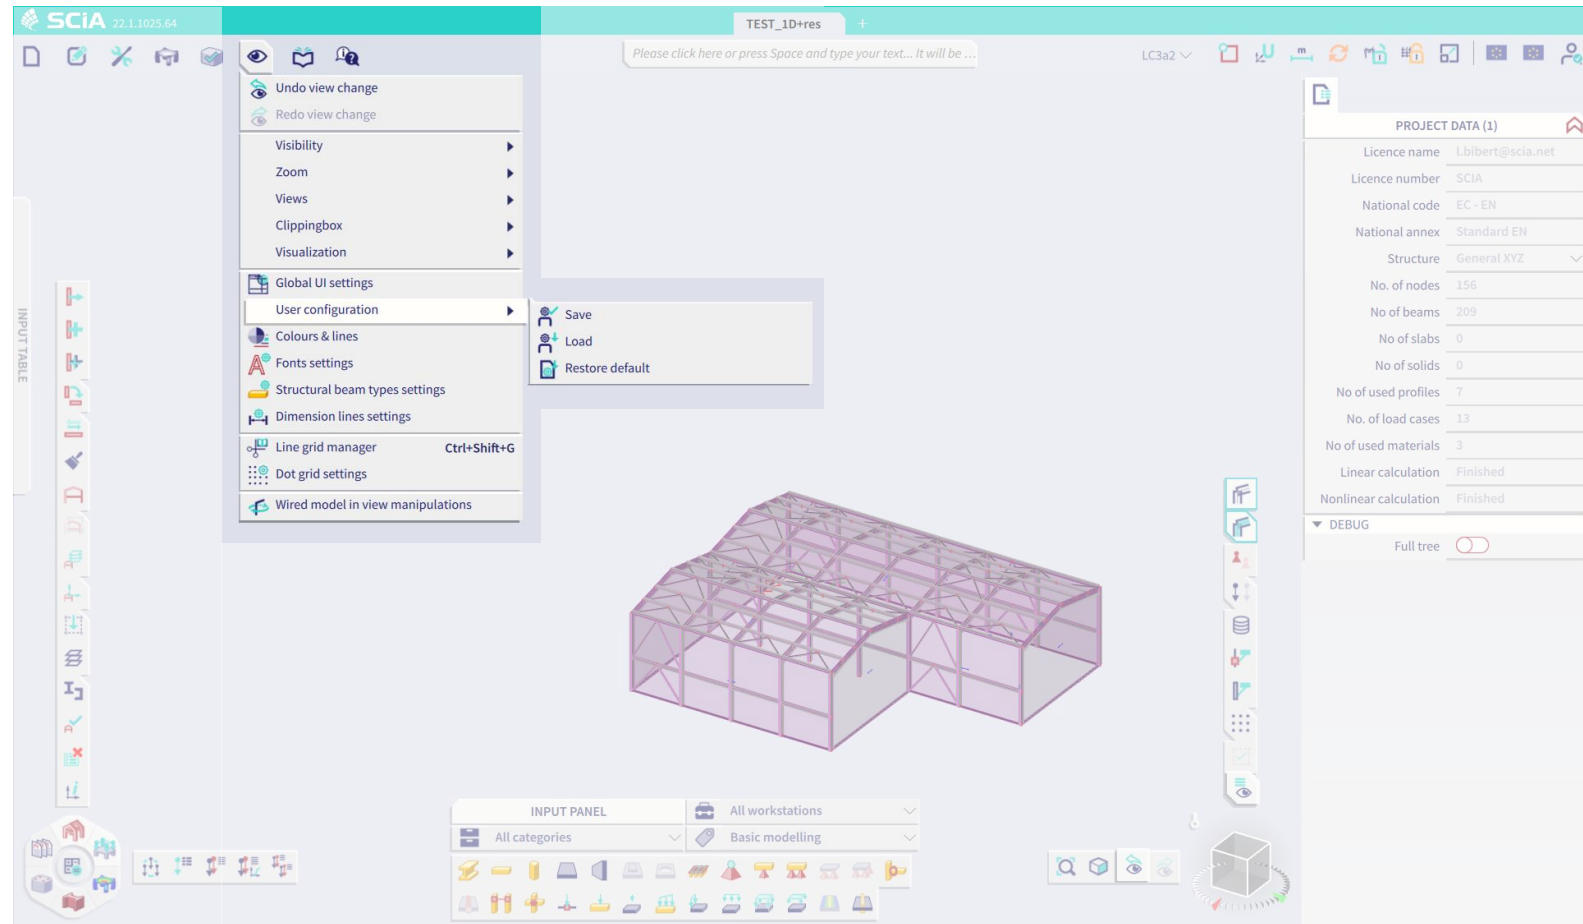 SCIA 22.1.1025.64
TEST_1D+res
+
Please click here or press Space and type your text... It will be ...
LC3a2
Undo view change
Redo view change
Visibility
Zoom
Views
Clippingbox
Visualization
Global UI settings
User configuration
Colours & lines
Fonts settings
Structural beam types settings
Dimension lines settings
Line grid manager Ctrl+Shift+G
Dot grid settings
Wired model in view manipulations
Save
Load
Restore default
INPUT TABLE
PROJECT DATA (1)
Licence name l.bibert@scia.net
Licence number SCIA
National code EC - EN
National annex Standard EN
Structure General XYZ
No. of nodes 156
No of beams 209
No of slabs 0
No of solids 0
No of used profiles 7
No. of load cases 13
No of used materials 3
Linear calculation Finished
Nonlinear calculation Finished
DEBUG
Full tree
INPUT PANEL
All workstations
All categories
Basic modelling